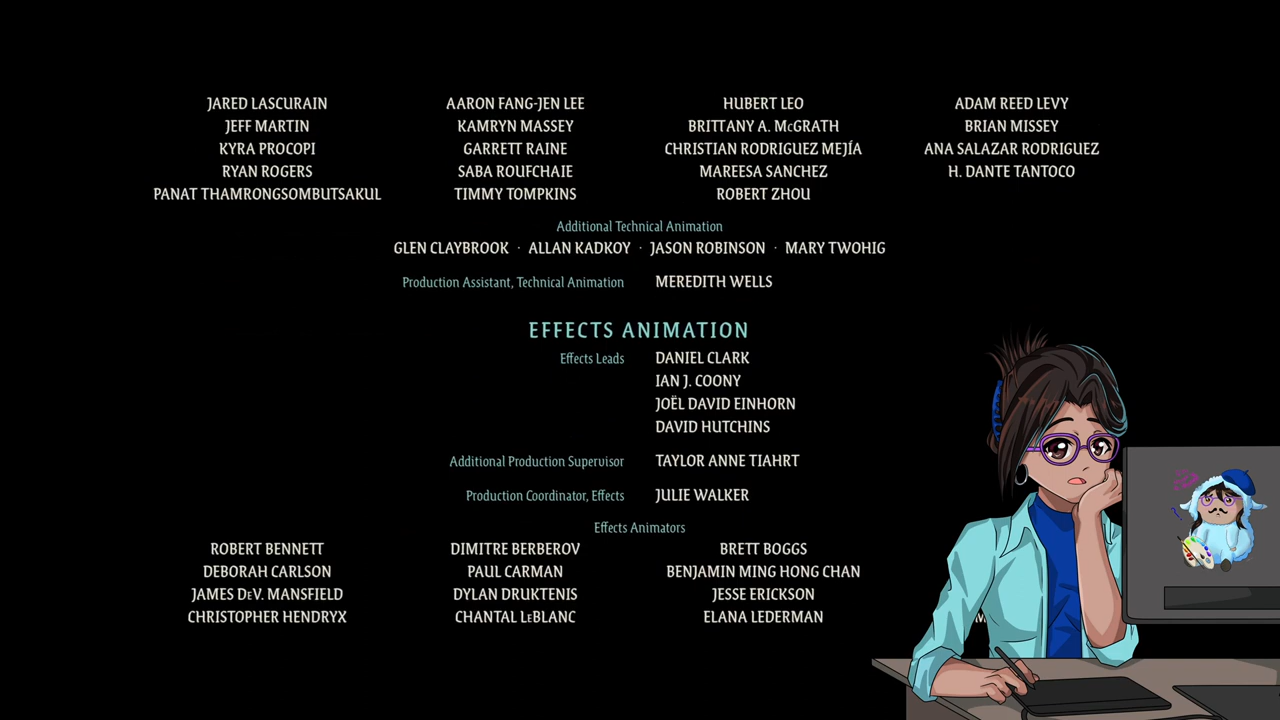 JARED LASCURAIN AARON FANG-JEN LEE HUBERT LEO ADAM REED LEVY
JEFF MARTIN KAMRYN MASSEY BRITTANY A. McGRATH BRIAN MISSEY
KYRA PROCOPI GARRETT RAINE CHRISTIAN RODRIGUEZ MEJÍA ANA SALAZAR RODRIGUEZ
RYAN ROGERS SABA ROUFCHAIE MAREESA SANCHEZ H. DANTE TANTOCO
PANAT THAMRONGSOMBUTSAKUL TIMMY TOMPKINS ROBERT ZHOU
Additional Technical Animation
GLEN CLAYBROOK · ALLAN KADKOY · JASON ROBINSON · MARY TWOHIG
Production Assistant, Technical Animation MEREDITH WELLS
EFFECTS ANIMATION
Effects Leads DANIEL CLARK
IAN J. COONY
JOËL DAVID EINHORN
DAVID HUTCHINS
Additional Production Supervisor TAYLOR ANNE TIAHRT
Production Coordinator, Effects JULIE WALKER
Effects Animators
ROBERT BENNETT DIMITRE BERBEROV BRETT BOGGS
DEBORAH CARLSON PAUL CARMAN BENJAMIN MING HONG CHAN
JAMES DeV. MANSFIELD DYLAN DRUKTENIS JESSE ERICKSON
CHRISTOPHER HENDRYX CHANTAL LeBLANC ELANA LEDERMAN